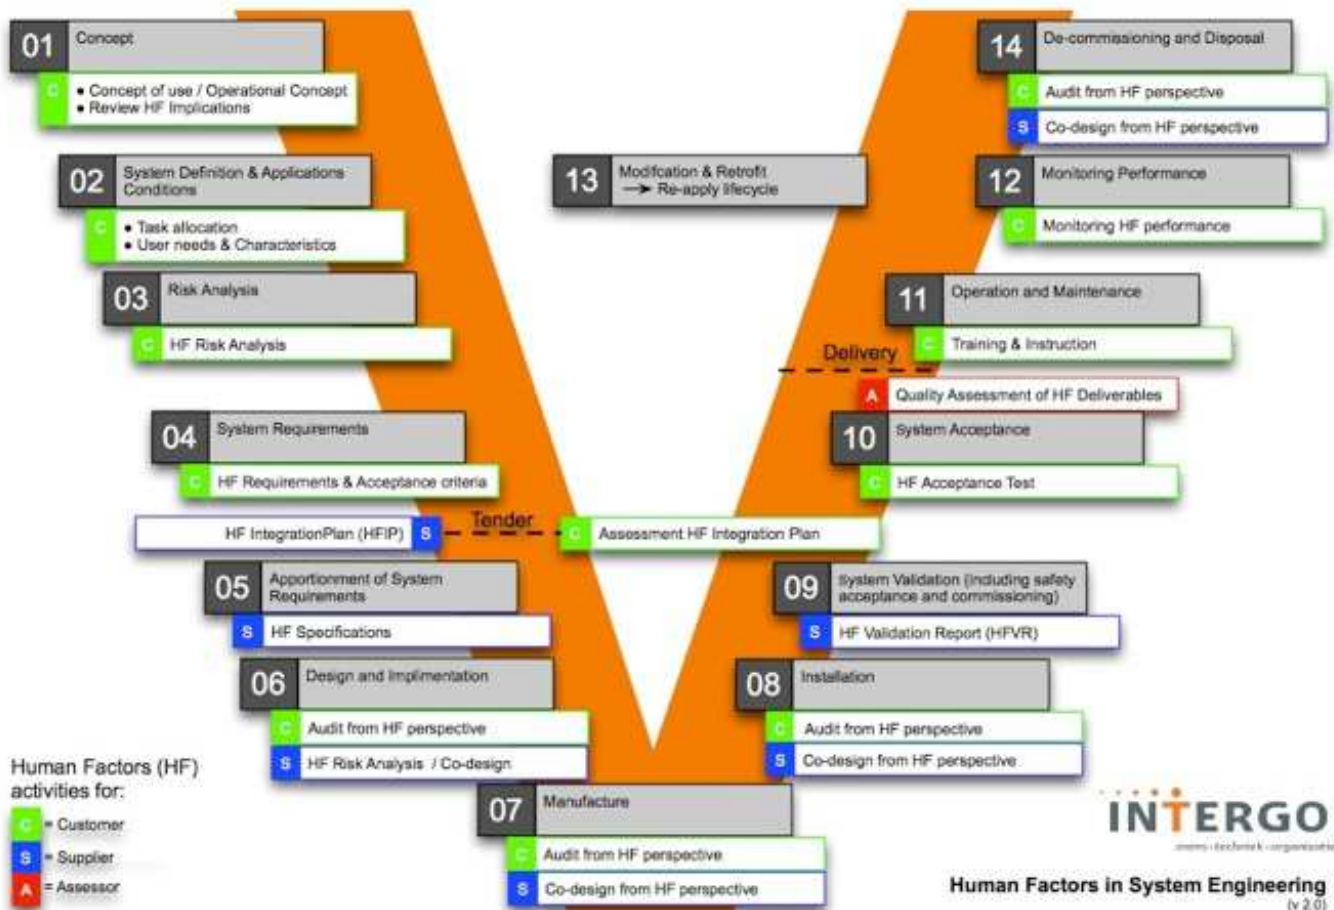 01 Concept
C
• Concept of use / Operational Concept
• Review HF Implications
02 System Definition & Applications
Conditions
C
• Task allocation
• User needs & Characteristics
03 Risk Analysis
C HF Risk Analysis
04 System Requirements
C HF Requirements & Acceptance criteria
HF IntegrationPlan (HFIP) S
Tender
C Assessment HF Integration Plan
05 Apportionment of System
Requirements
S HF Specifications
06 Design and Implimentation
C Audit from HF perspective
S HF Risk Analysis / Co-design
07 Manufacture
C Audit from HF perspective
S Co-design from HF perspective
08 Installation
C Audit from HF perspective
S Co-design from HF perspective
09 System Validation (including safety
acceptance and commissioning)
S HF Validation Report (HFVR)
10 System Acceptance
C HF Acceptance Test
A Quality Assessment of HF Deliverables
Delivery
11 Operation and Maintenance
C Training & Instruction
12 Monitoring Performance
C Monitoring HF performance
13 Modifcation & Retrofit
→ Re-apply lifecycle
14 De-commissioning and Disposal
C Audit from HF perspective
S Co-design from HF perspective
Human Factors (HF)
activities for:
C = Customer
S = Supplier
A = Assessor
INTERGO
mens - techniek - organisatie
Human Factors in System Engineering
(v 2.0)